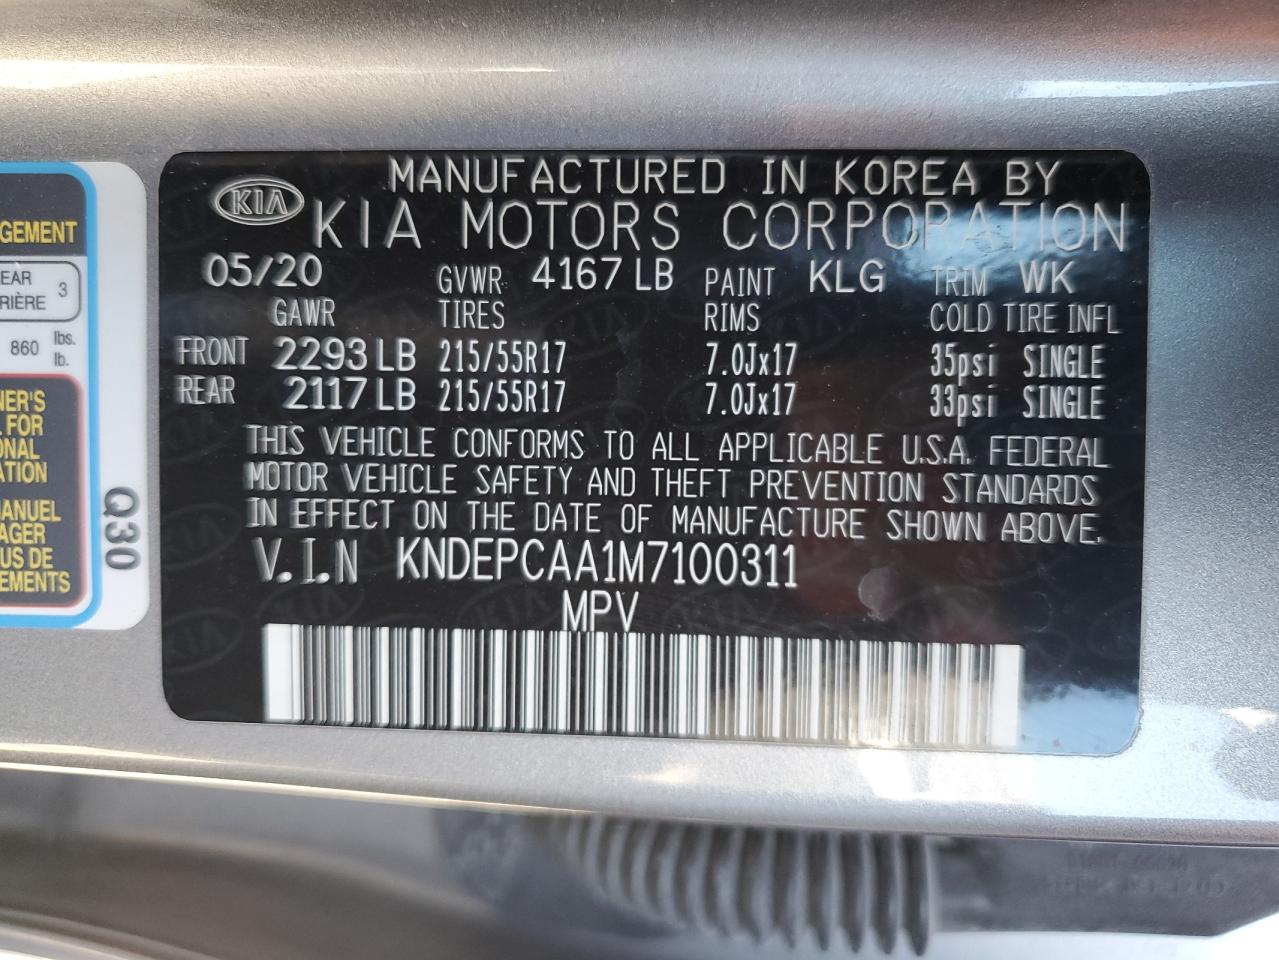 GEMENT
EAR 3
RIÈRE
860 lbs.
lb.
NER'S
L FOR
ONAL
ATION
MANUEL
AGER
US DE
EMENTS
Q30
KIA
MANUFACTURED IN KOREA BY
KIA MOTORS CORPORATION
05/20 GVWR 4167 LB PAINT KLG TRIM WK
GAWR TIRES RIMS COLD TIRE INFL
FRONT 2293 LB 215/55R17 7.0Jx17 35psi SINGLE
REAR 2117 LB 215/55R17 7.0Jx17 33psi SINGLE
THIS VEHICLE CONFORMS TO ALL APPLICABLE U.S.A. FEDERAL
MOTOR VEHICLE SAFETY AND THEFT PREVENTION STANDARDS
IN EFFECT ON THE DATE OF MANUFACTURE SHOWN ABOVE.
V.I.N KNDEPCAA1M7100311
MPV